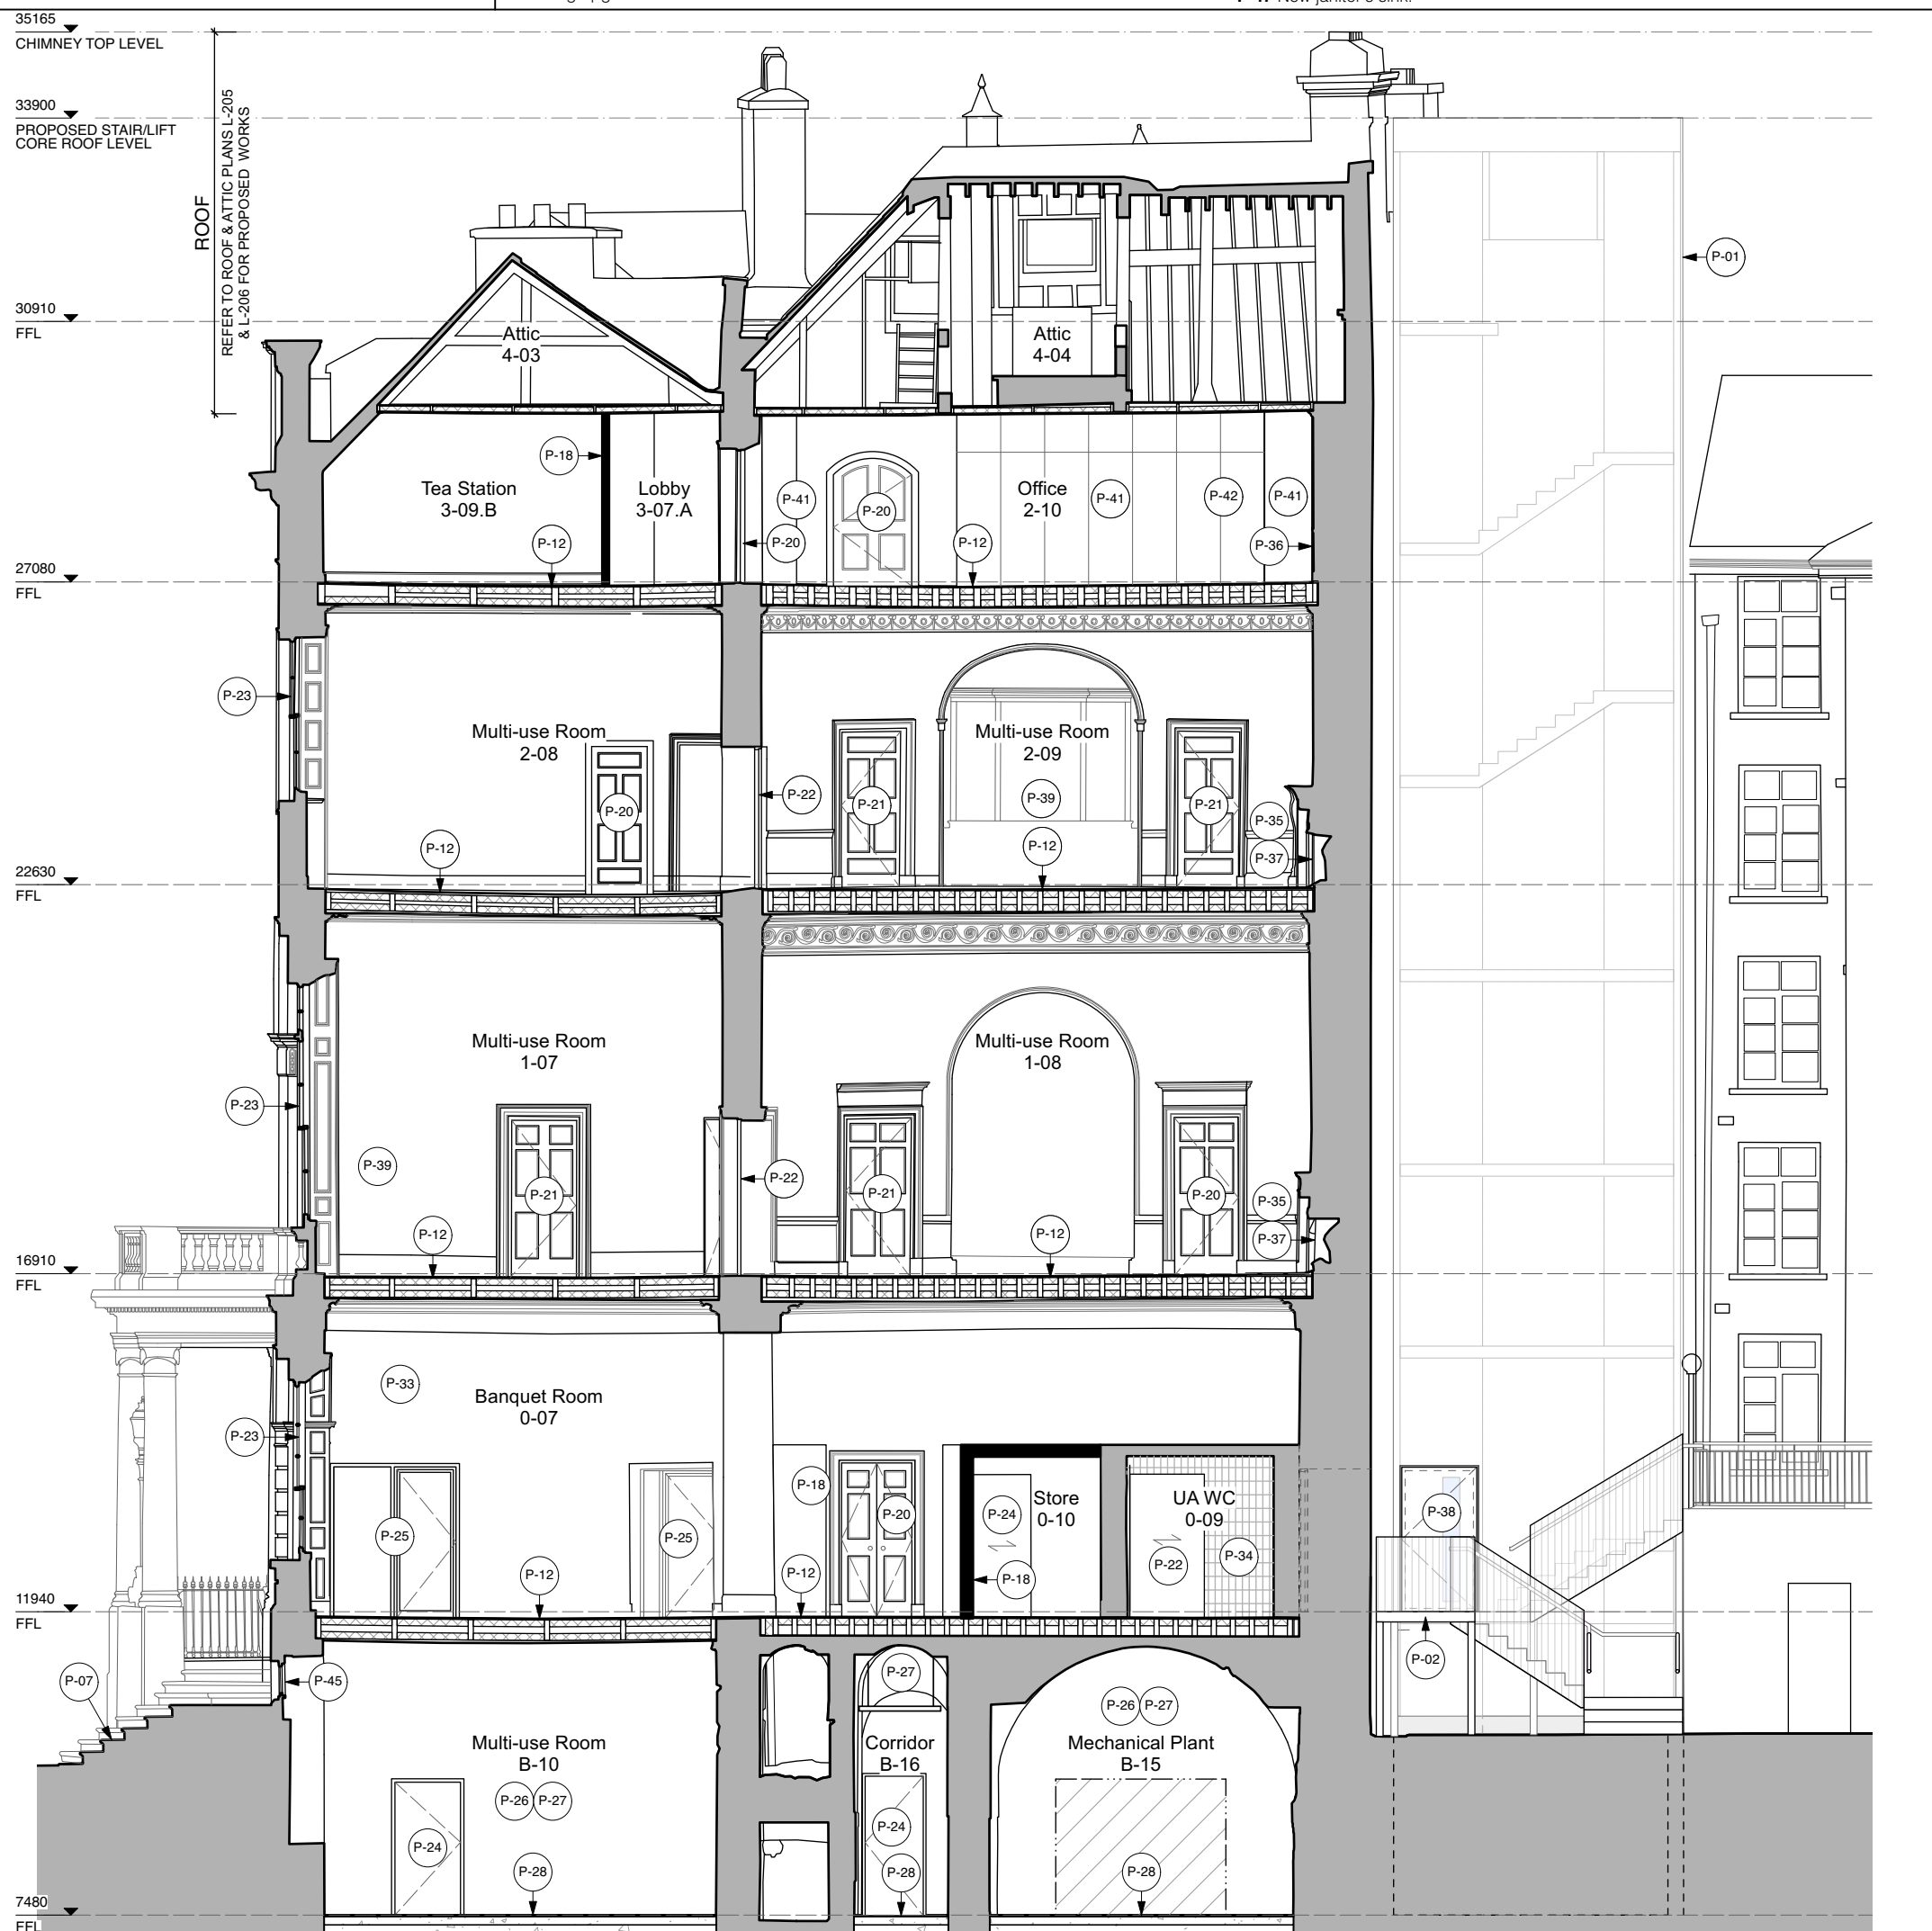 P-47 New janitor's sink.
35165
CHIMNEY TOP LEVEL
33900
PROPOSED STAIR/LIFT
CORE ROOF LEVEL
ROOF
REFER TO ROOF & ATTIC PLANS L-205
& L-206 FOR PROPOSED WORKS
P-01
30910
FFL
Attic
4-03
Attic
4-04
P-18
Tea Station
3-09.B
Lobby
3-07.A
P-41
P-20
Office
2-10
P-41
P-42
P-41
P-12
P-20
P-12
P-36
27080
FFL
P-23
Multi-use Room
2-08
Multi-use Room
2-09
P-20
P-22
P-21
P-39
P-21
P-35
P-12
P-12
P-37
22630
FFL
Multi-use Room
1-07
Multi-use Room
1-08
P-23
P-39
P-21
P-22
P-21
P-20
P-35
P-12
P-12
P-37
16910
FFL
P-33
Banquet Room
0-07
P-23
P-18
P-20
P-24
Store
0-10
UA WC
0-09
P-38
P-25
P-25
P-12
P-12
P-18
P-22
P-34
11940
FFL
P-02
P-07
P-45
P-27
P-26
P-27
Multi-use Room
B-10
Corridor
B-16
Mechanical Plant
B-15
P-26
P-27
P-24
P-24
P-28
P-28
P-28
7480
FFL